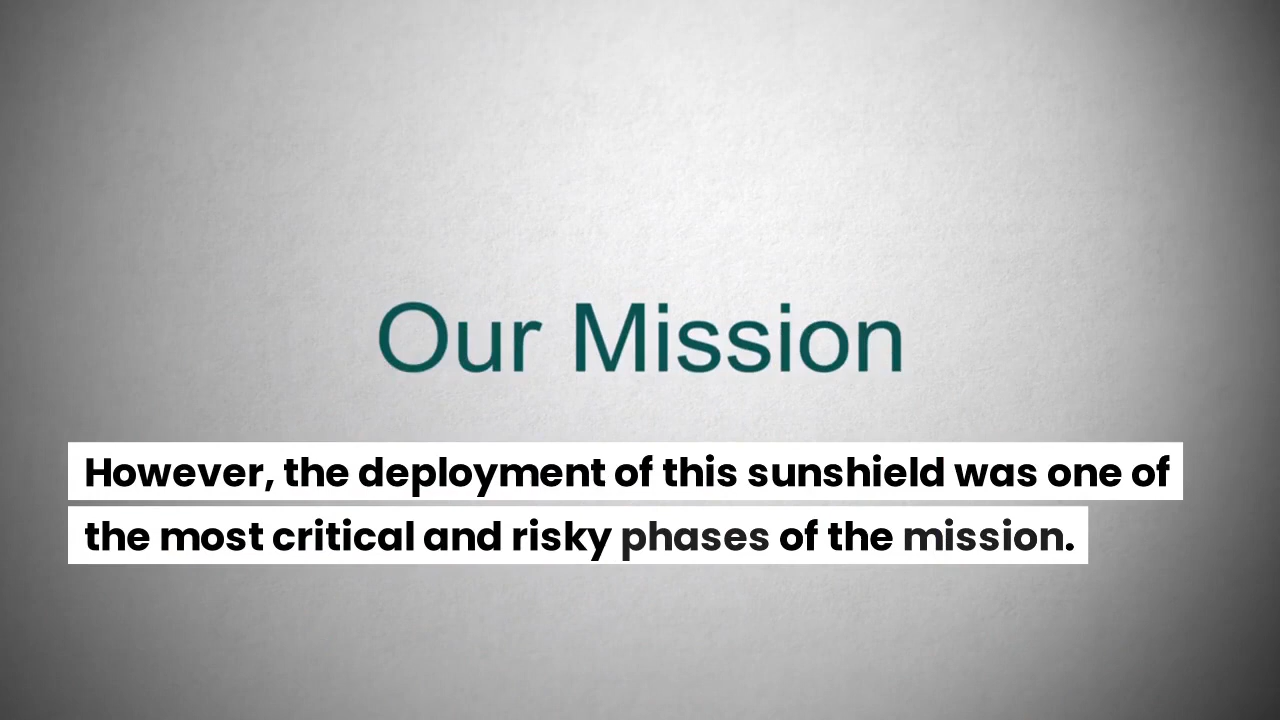 Our Mission
However, the deployment of this sunshield was one of
the most critical and risky phases of the mission.